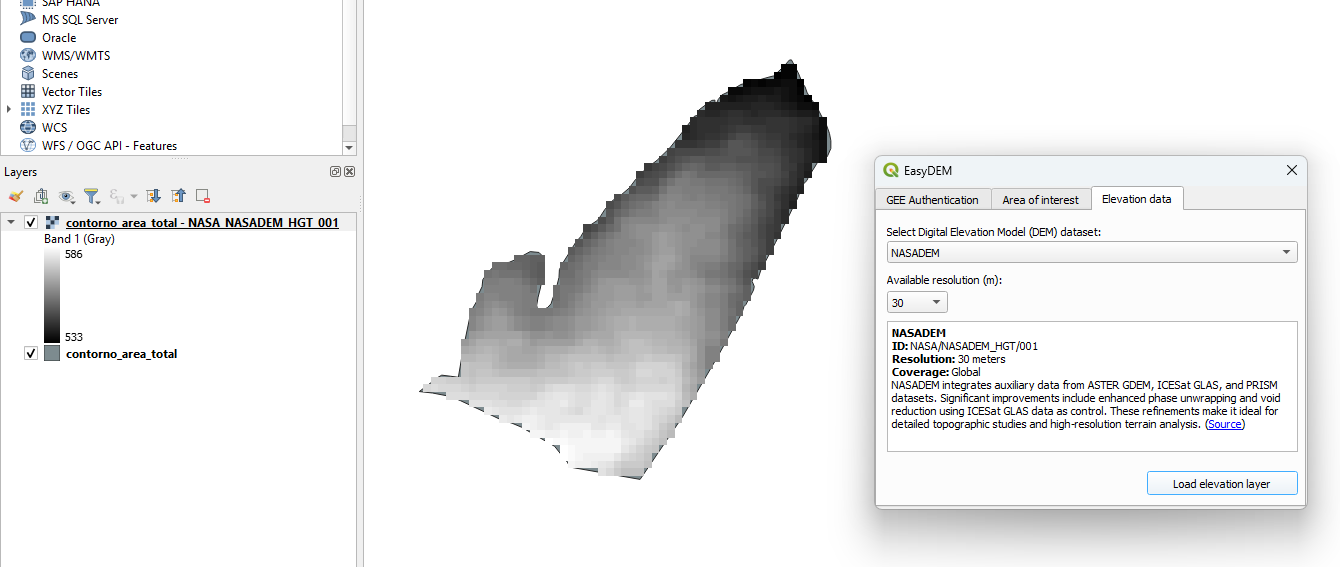 SAP HANA
MS SQL Server
Oracle
WMS/WMTS
Scenes
Vector Tiles
XYZ Tiles
WCS
WFS / OGC API - Features
Layers
contorno_area_total - NASA_NASADEM_HGT_001
Band 1 (Gray)
586
533
contorno_area_total
EasyDEM
GEE Authentication
Area of interest
Elevation data
Select Digital Elevation Model (DEM) dataset:
NASADEM
Available resolution (m):
30
NASADEM
ID: NASA/NASADEM_HGT/001
Resolution: 30 meters
Coverage: Global
NASADEM integrates auxiliary data from ASTER GDEM, ICESat GLAS, and PRISM
datasets. Significant improvements include enhanced phase unwrapping and void
reduction using ICESat GLAS data as control. These refinements make it ideal for
detailed topographic studies and high-resolution terrain analysis. (Source)
Load elevation layer